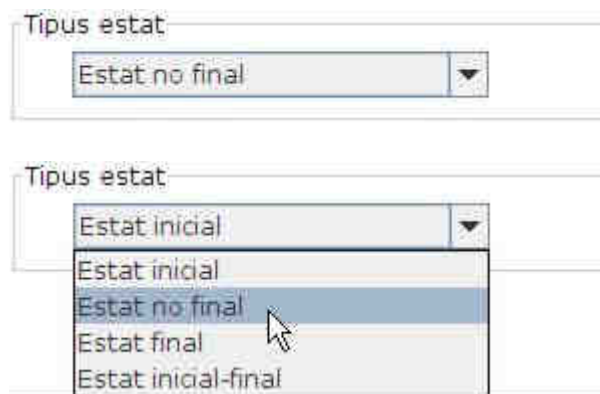 Tipus estat
Estat no final
Tipus estat
Estat inicial
Estat inicial
Estat no final
Estat final
Estat inicial-final